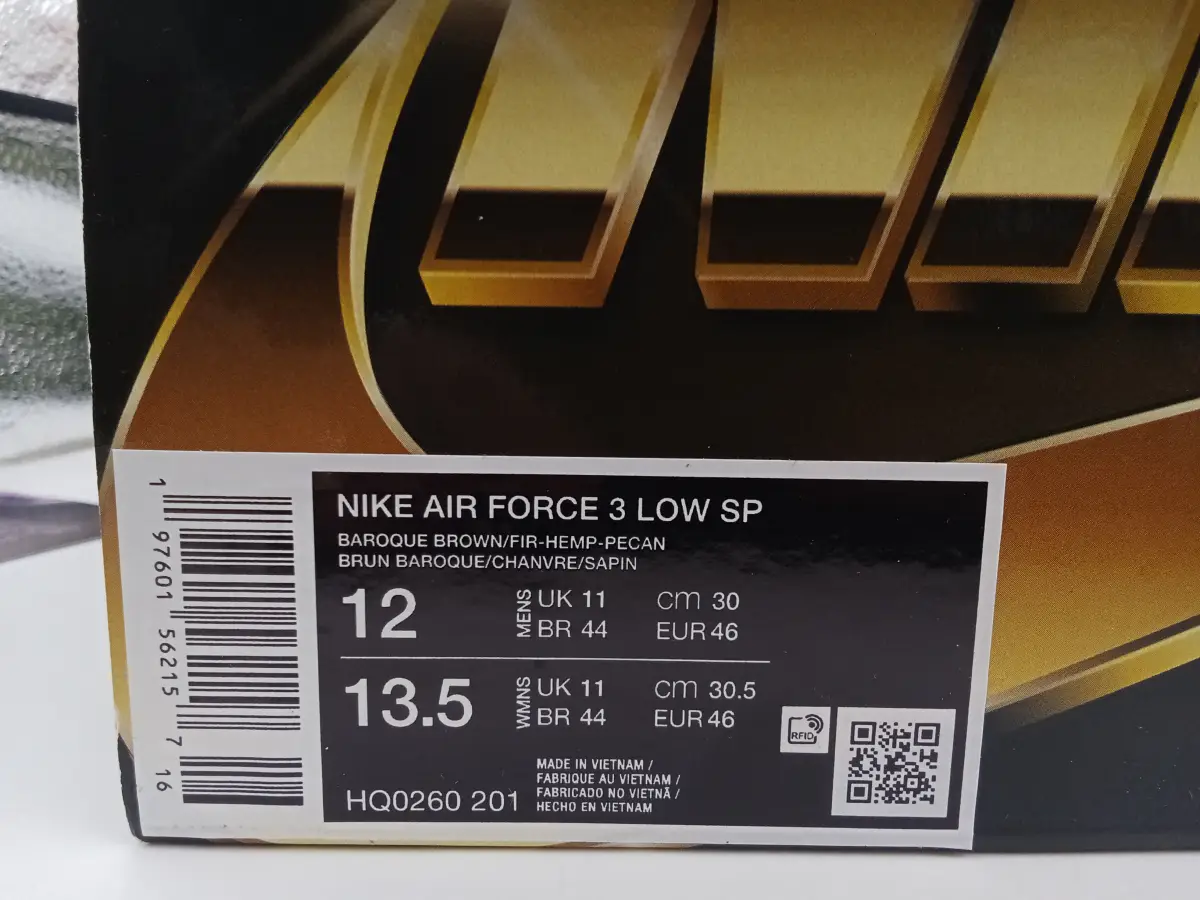 1 97601 56215 7 16
NIKE AIR FORCE 3 LOW SP
BAROQUE BROWN/FIR-HEMP-PECAN
BRUN BAROQUE/CHANVRE/SAPIN
12 MENS UK 11 cm 30
BR 44 EUR 46
13.5 WMNS UK 11 cm 30.5
BR 44 EUR 46
RFID
MADE IN VIETNAM /
FABRIQUE AU VIETNAM /
FABRICADO NO VIETNÃ /
HECHO EN VIETNAM
HQ0260 201